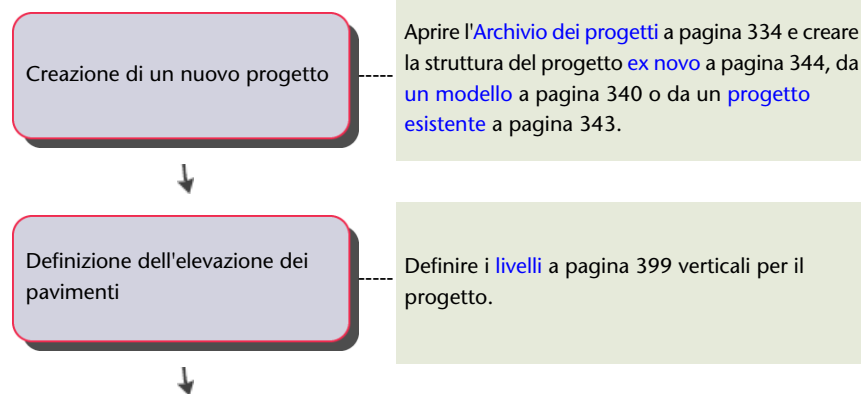 Creazione di un nuovo progetto
Aprire l'Archivio dei progetti a pagina 334 e creare
la struttura del progetto ex novo a pagina 344, da
un modello a pagina 340 o da un progetto
esistente a pagina 343.
Definizione dell'elevazione dei
pavimenti
Definire i livelli a pagina 399 verticali per il
progetto.